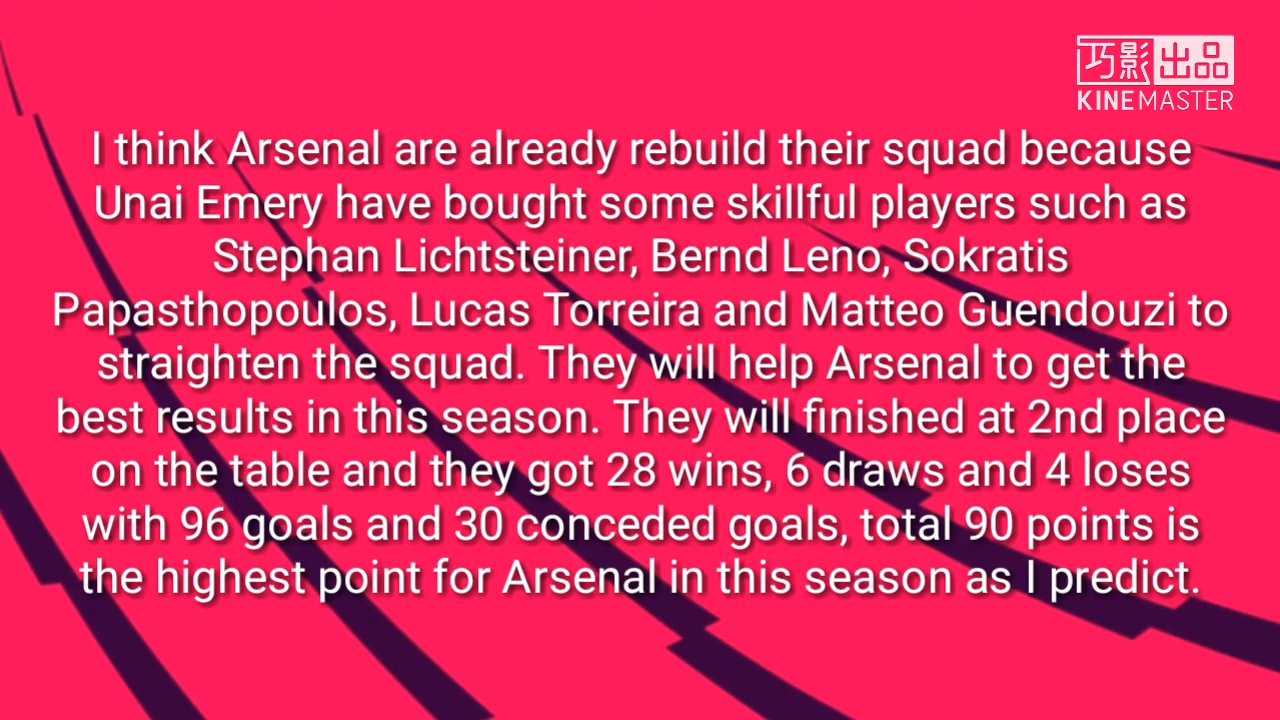 巧影出品
KINEMASTER
I think Arsenal are already rebuild their squad because
Unai Emery have bought some skillful players such as
Stephan Lichtsteiner, Bernd Leno, Sokratis
Papasthopoulos, Lucas Torreira and Matteo Guendouzi to
straighten the squad. They will help Arsenal to get the
best results in this season. They will finished at 2nd place
on the table and they got 28 wins, 6 draws and 4 loses
with 96 goals and 30 conceded goals, total 90 points is
the highest point for Arsenal in this season as I predict.